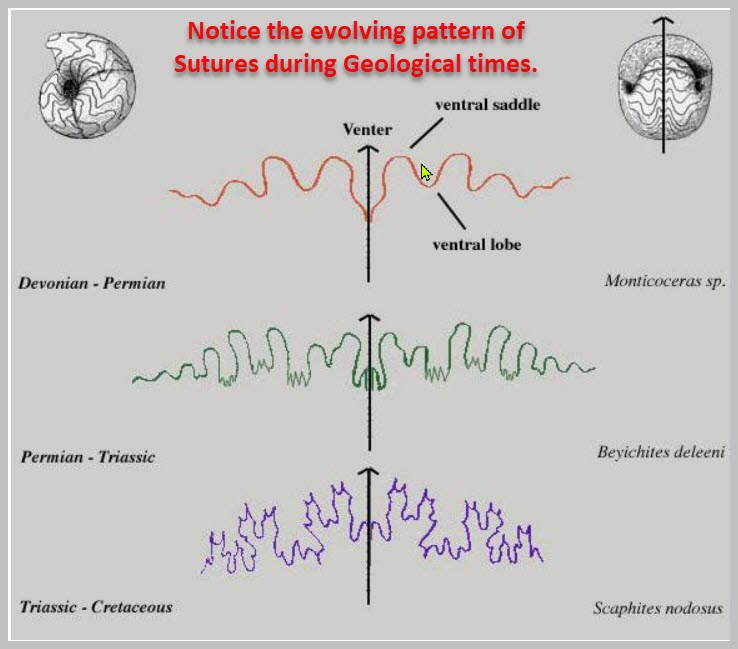 Notice the evolving pattern of
Sutures during Geological times.
ventral saddle
Venter
ventral lobe
Devonian - Permian
Monticoceras sp.
Permian - Triassic
Beyichites deleeni
Triassic - Cretaceous
Scaphites nodosus